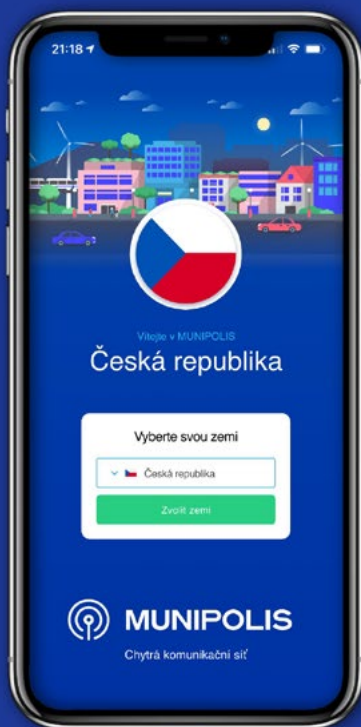 21:18
Vítejte v MUNIPOLIS
Česká republika
Vyberte svou zemi
Česká republika
Zvolit zemi
MUNIPOLIS
Chytrá komunikační síť